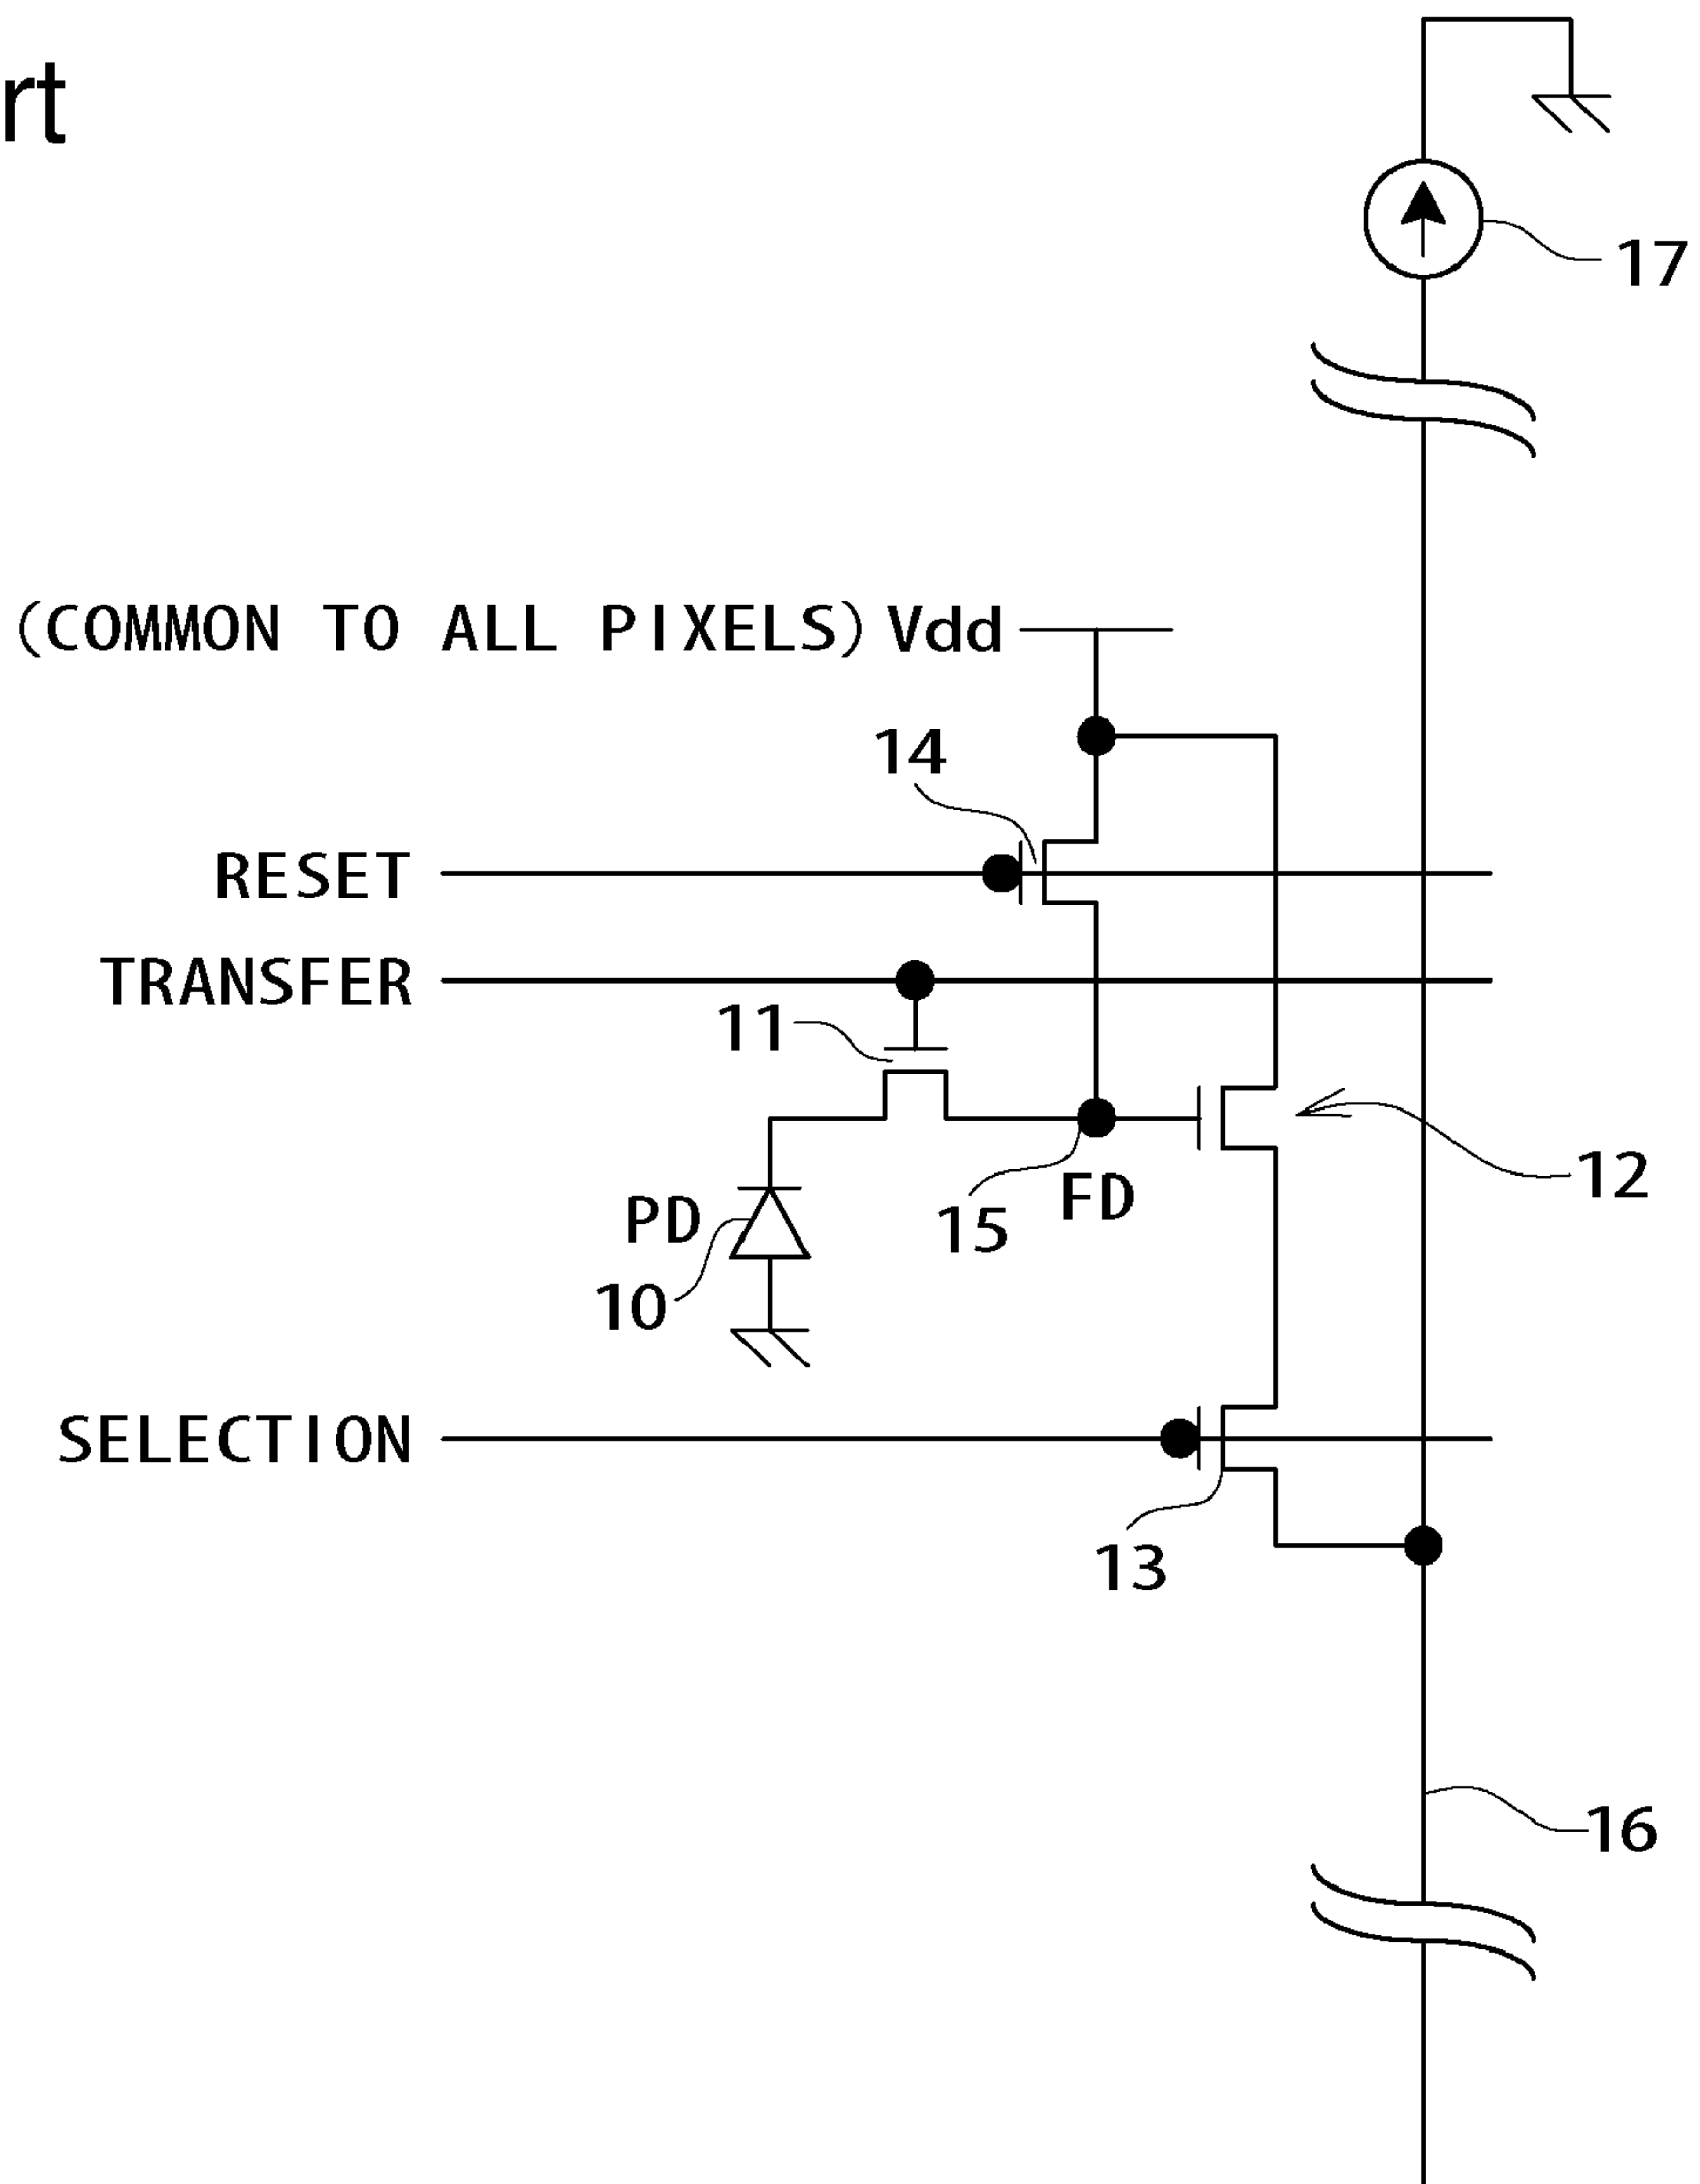 rt
17
(COMMON TO ALL PIXELS) Vdd
14
RESET
TRANSFER
11
12
PD
15
FD
10
SELECTION
13
16